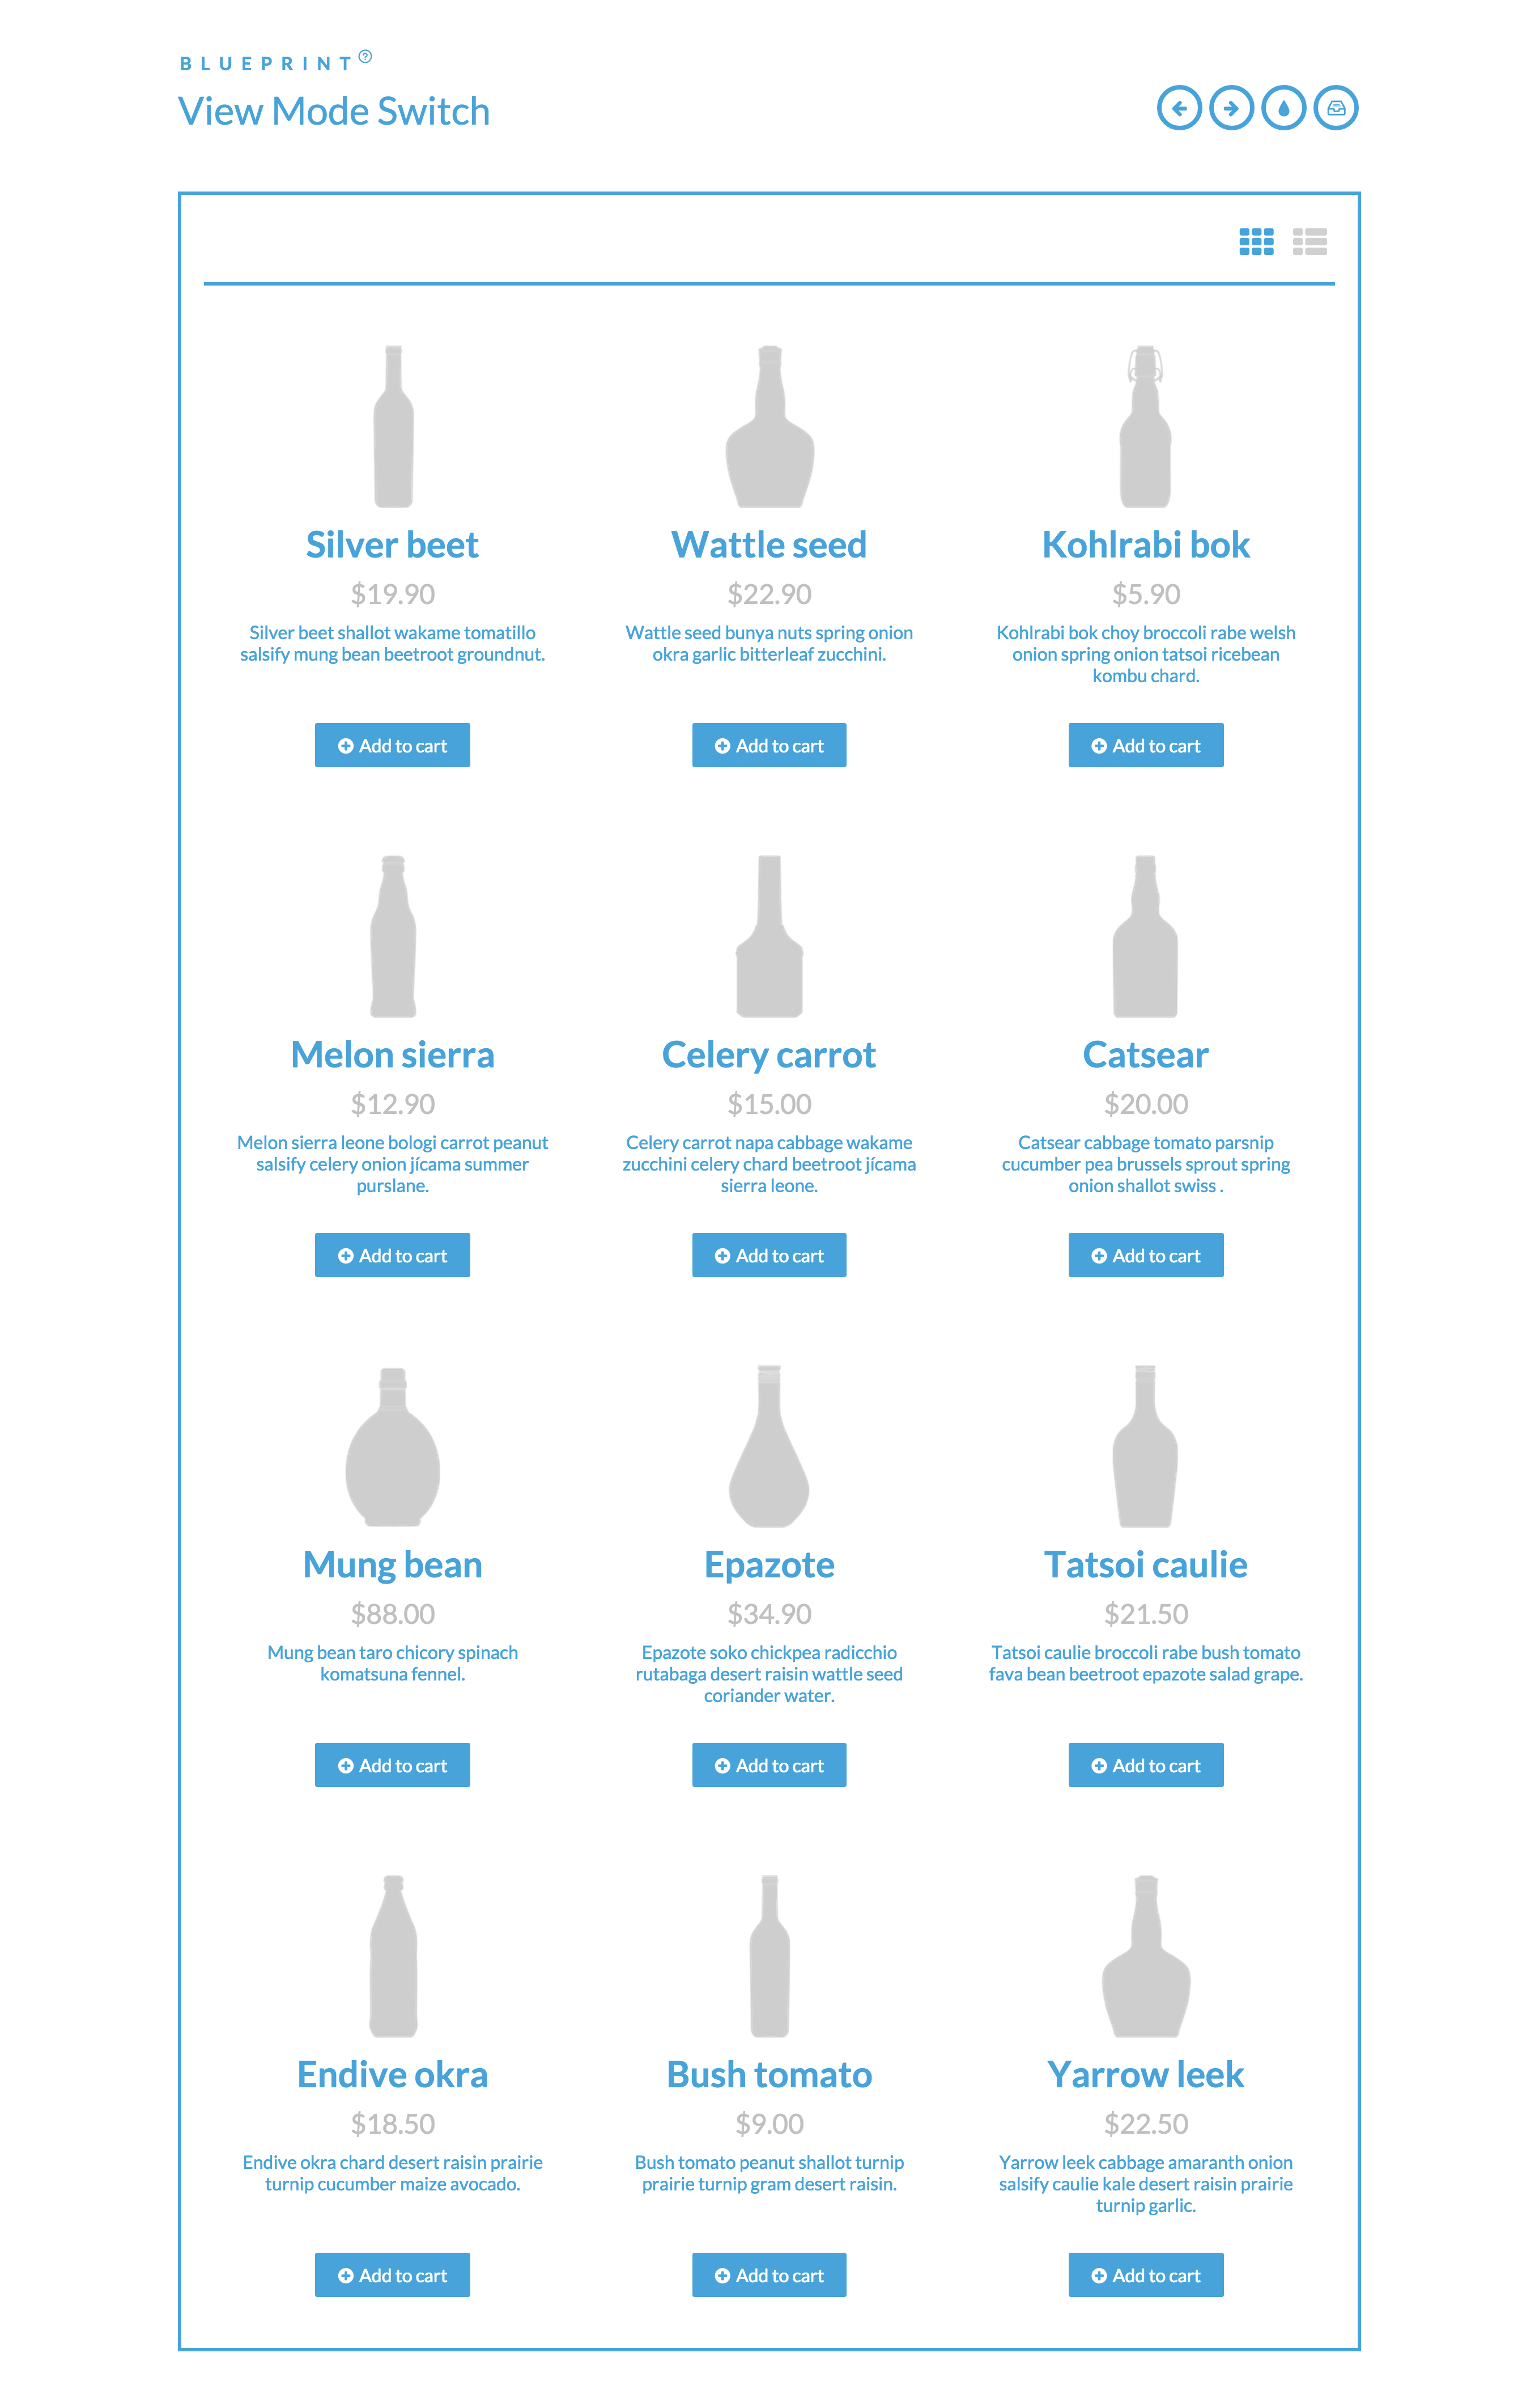 BLUEPRINT
View Mode Switch
Silver beet
$19.90
Silver beet shallot wakame tomatillo
salsify mung bean beetroot groundnut.
Add to cart
Wattle seed
$22.90
Wattle seed bunya nuts spring onion
okra garlic bitterleaf zucchini.
Add to cart
Kohlrabi bok
$5.90
Kohlrabi bok choy broccoli rabe welsh
onion spring onion tatsoi ricebean
kombu chard.
Add to cart
Melon sierra
$12.90
Melon sierra leone bologi carrot peanut
salsify celery onion jícama summer
purslane.
Add to cart
Celery carrot
$15.00
Celery carrot napa cabbage wakame
zucchini celery chard beetroot jícama
sierra leone.
Add to cart
Catsear
$20.00
Catsear cabbage tomato parsnip
cucumber pea brussels sprout spring
onion shallot swiss .
Add to cart
Mung bean
$88.00
Mung bean taro chicory spinach
komatsuna fennel.
Add to cart
Epazote
$34.90
Epazote soko chickpea radicchio
rutabaga desert raisin wattle seed
coriander water.
Add to cart
Tatsoi caulie
$21.50
Tatsoi caulie broccoli rabe bush tomato
fava bean beetroot epazote salad grape.
Add to cart
Endive okra
$18.50
Endive okra chard desert raisin prairie
turnip cucumber maize avocado.
Add to cart
Bush tomato
$9.00
Bush tomato peanut shallot turnip
prairie turnip gram desert raisin.
Add to cart
Yarrow leek
$22.50
Yarrow leek cabbage amaranth onion
salsify caulie kale desert raisin prairie
turnip garlic.
Add to cart